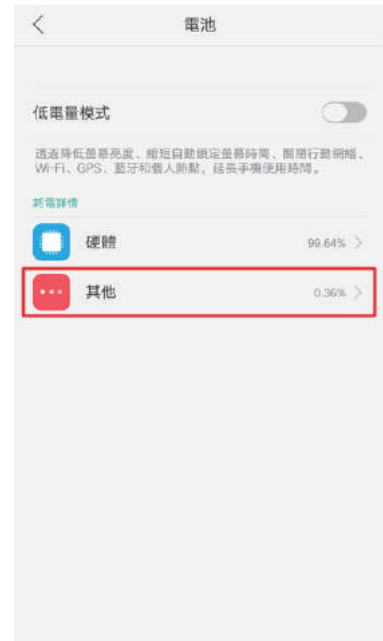 電池
低電量模式
透過降低螢幕亮度、縮短自動鎖定螢幕時間、關閉行動網絡、
Wi-Fi、GPS、藍牙和個人熱點，延長手機使用時間。
耗電詳情
硬體 99.64%
其他 0.36%